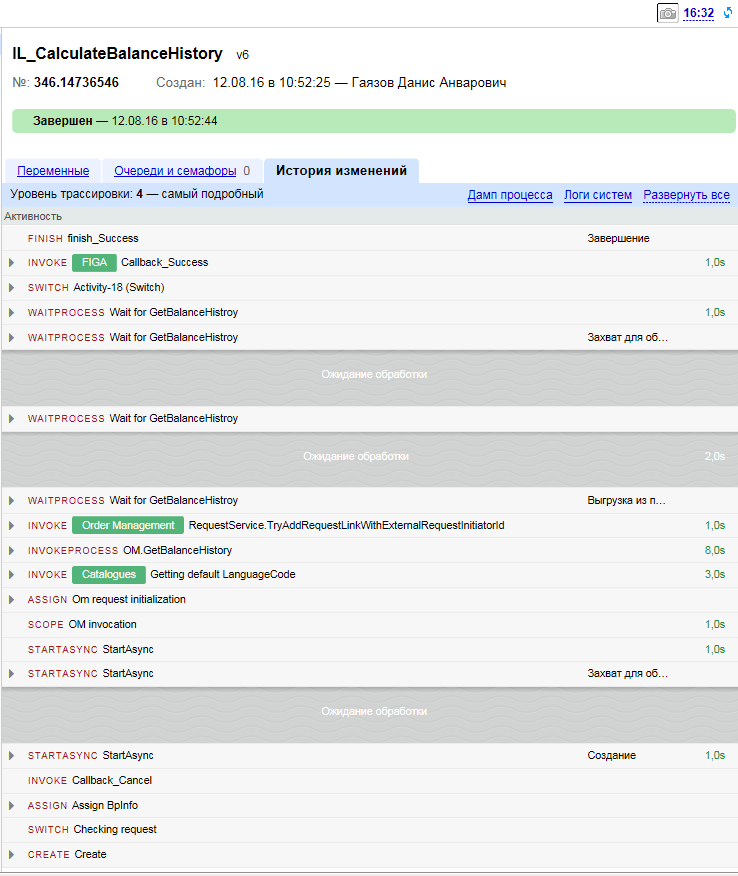 16:32
IL_CalculateBalanceHistory v6
№: 346.14736546 Создан: 12.08.16 в 10:52:25 — Гаязов Данис Анварович
Завершен — 12.08.16 в 10:52:44
Переменные Очереди и семафоры 0 История изменений
Уровень трассировки: 4 — самый подробный Дамп процесса Логи систем Развернуть все
Активность
FINISH finish_Success Завершение
INVOKE FIGA Callback_Success 1,0s
SWITCH Activity-18 (Switch)
WAITPROCESS Wait for GetBalanceHistroy 1,0s
WAITPROCESS Wait for GetBalanceHistroy Захват для об…
Ожидание обработки
WAITPROCESS Wait for GetBalanceHistroy
Ожидание обработки 2,0s
WAITPROCESS Wait for GetBalanceHistroy Выгрузка из п…
INVOKE Order Management RequestService.TryAddRequestLinkWithExternalRequestInitiatorId 1,0s
INVOKEPROCESS OM.GetBalanceHistory 8,0s
INVOKE Catalogues Getting default LanguageCode 3,0s
ASSIGN Om request initialization
SCOPE OM invocation 1,0s
STARTASYNC StartAsync 1,0s
STARTASYNC StartAsync Захват для об…
Ожидание обработки
STARTASYNC StartAsync Создание 1,0s
INVOKE Callback_Cancel
ASSIGN Assign BpInfo
SWITCH Checking request
CREATE Create